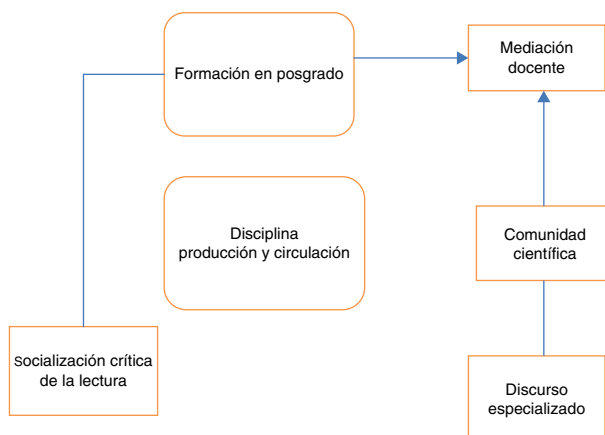 Formación en posgrado
Mediación
docente
Disciplina
producción y circulación
Comunidad
científica
Socialización crítica
de la lectura
Discurso
especializado